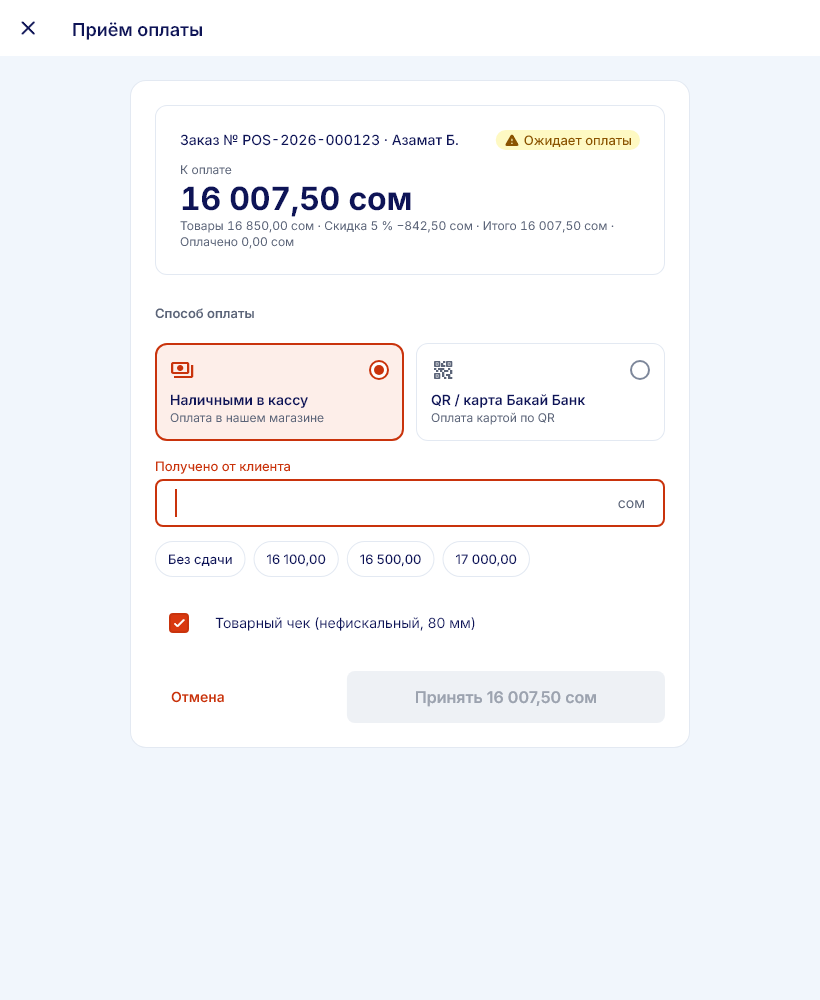 Приём оплаты
Заказ № POS-2026-000123 · Азамат Б.
Ожидает оплаты
К оплате
16 007,50 сом
Товары 16 850,00 сом · Скидка 5 % −842,50 сом · Итого 16 007,50 сом ·
Оплачено 0,00 сом
Способ оплаты
Наличными в кассу
Оплата в нашем магазине
QR / карта Бакай Банк
Оплата картой по QR
Получено от клиента
сом
Без сдачи
16 100,00
16 500,00
17 000,00
Товарный чек (нефискальный, 80 мм)
Отмена
Принять 16 007,50 сом